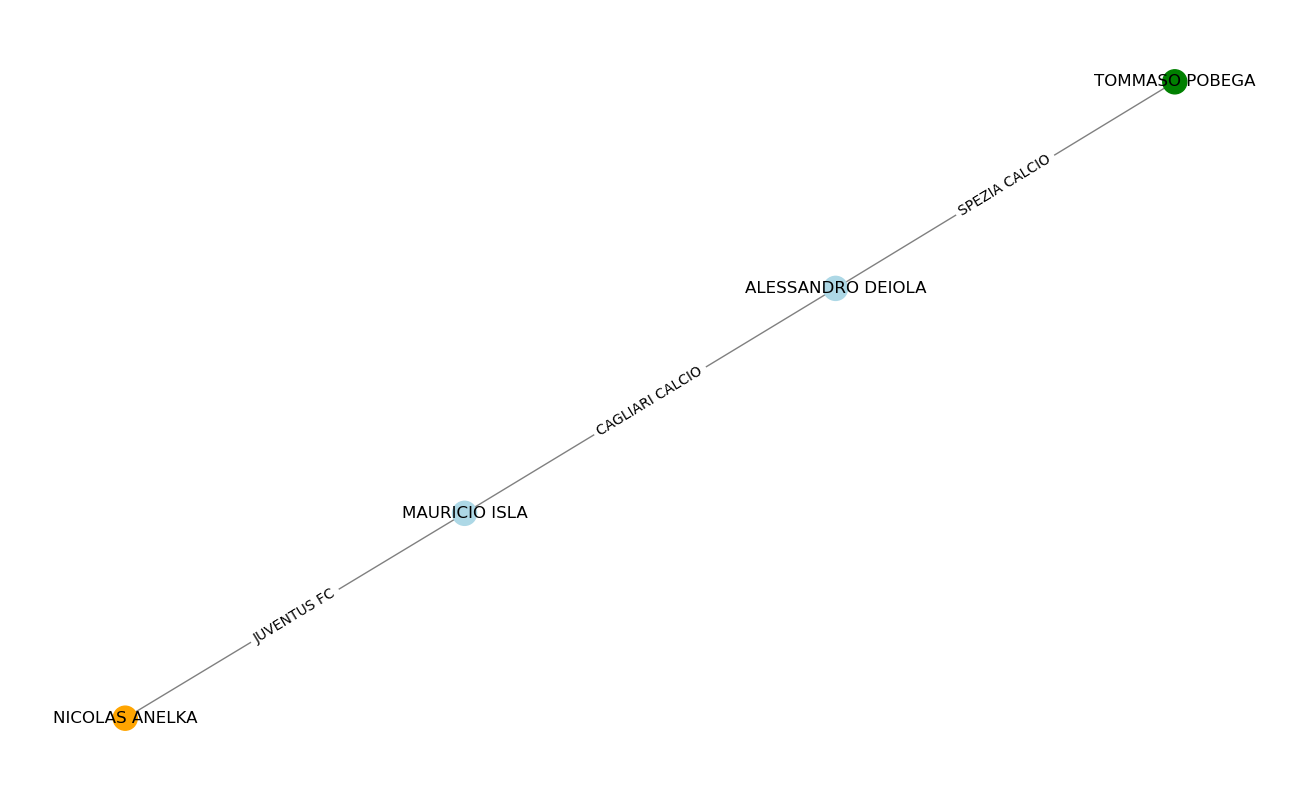 TOMMASO POBEGA
SPEZIA CALCIO
ALESSANDRO DEIOLA
CAGLIARI CALCIO
MAURICIO ISLA
JUVENTUS FC
NICOLAS ANELKA